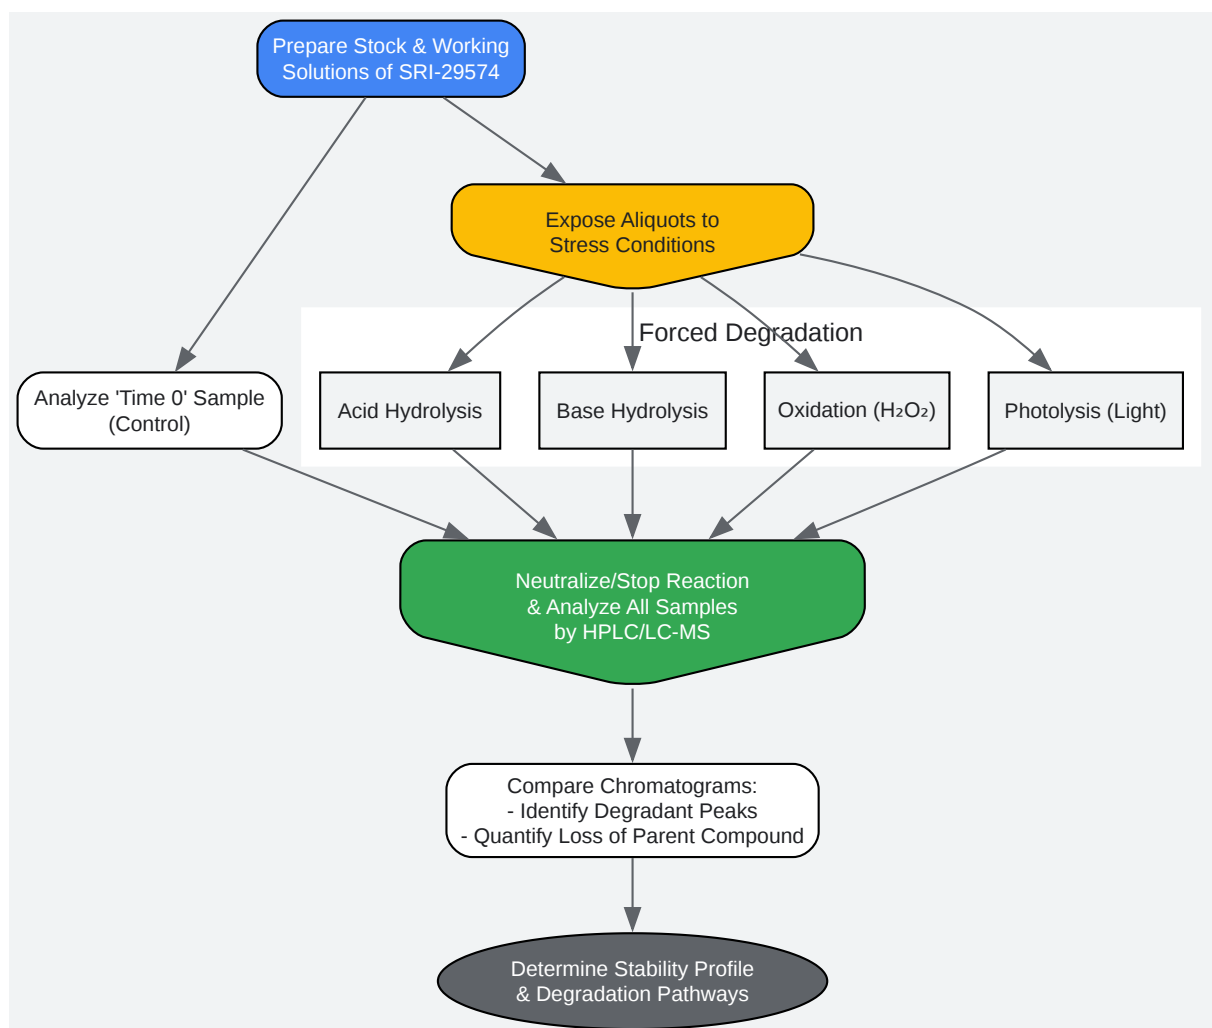 Prepare Stock & Working
Solutions of SRI-29574
Expose Aliquots to
Stress Conditions
Forced Degradation
Analyze 'Time 0' Sample
(Control)
Acid Hydrolysis
Base Hydrolysis
Oxidation (H₂O₂)
Photolysis (Light)
Neutralize/Stop Reaction
& Analyze All Samples
by HPLC/LC-MS
Compare Chromatograms:
- Identify Degradant Peaks
- Quantify Loss of Parent Compound
Determine Stability Profile
& Degradation Pathways